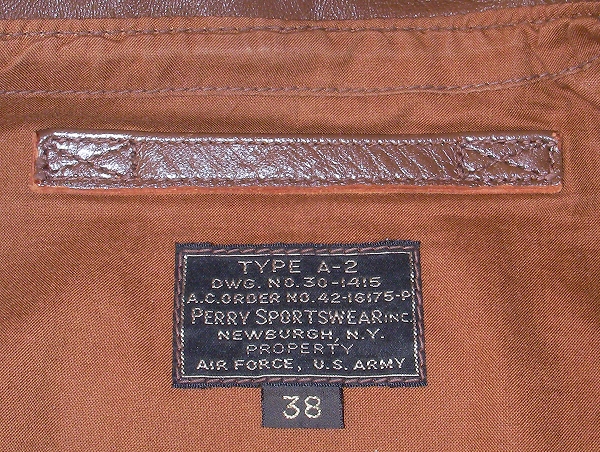 TYPE A-2
DWG. NO. 30-1415
A.C. ORDER NO. 42-16175-P
PERRY SPORTSWEAR INC.
NEWBURGH, N.Y.
PROPERTY
AIR FORCE, U.S. ARMY
38